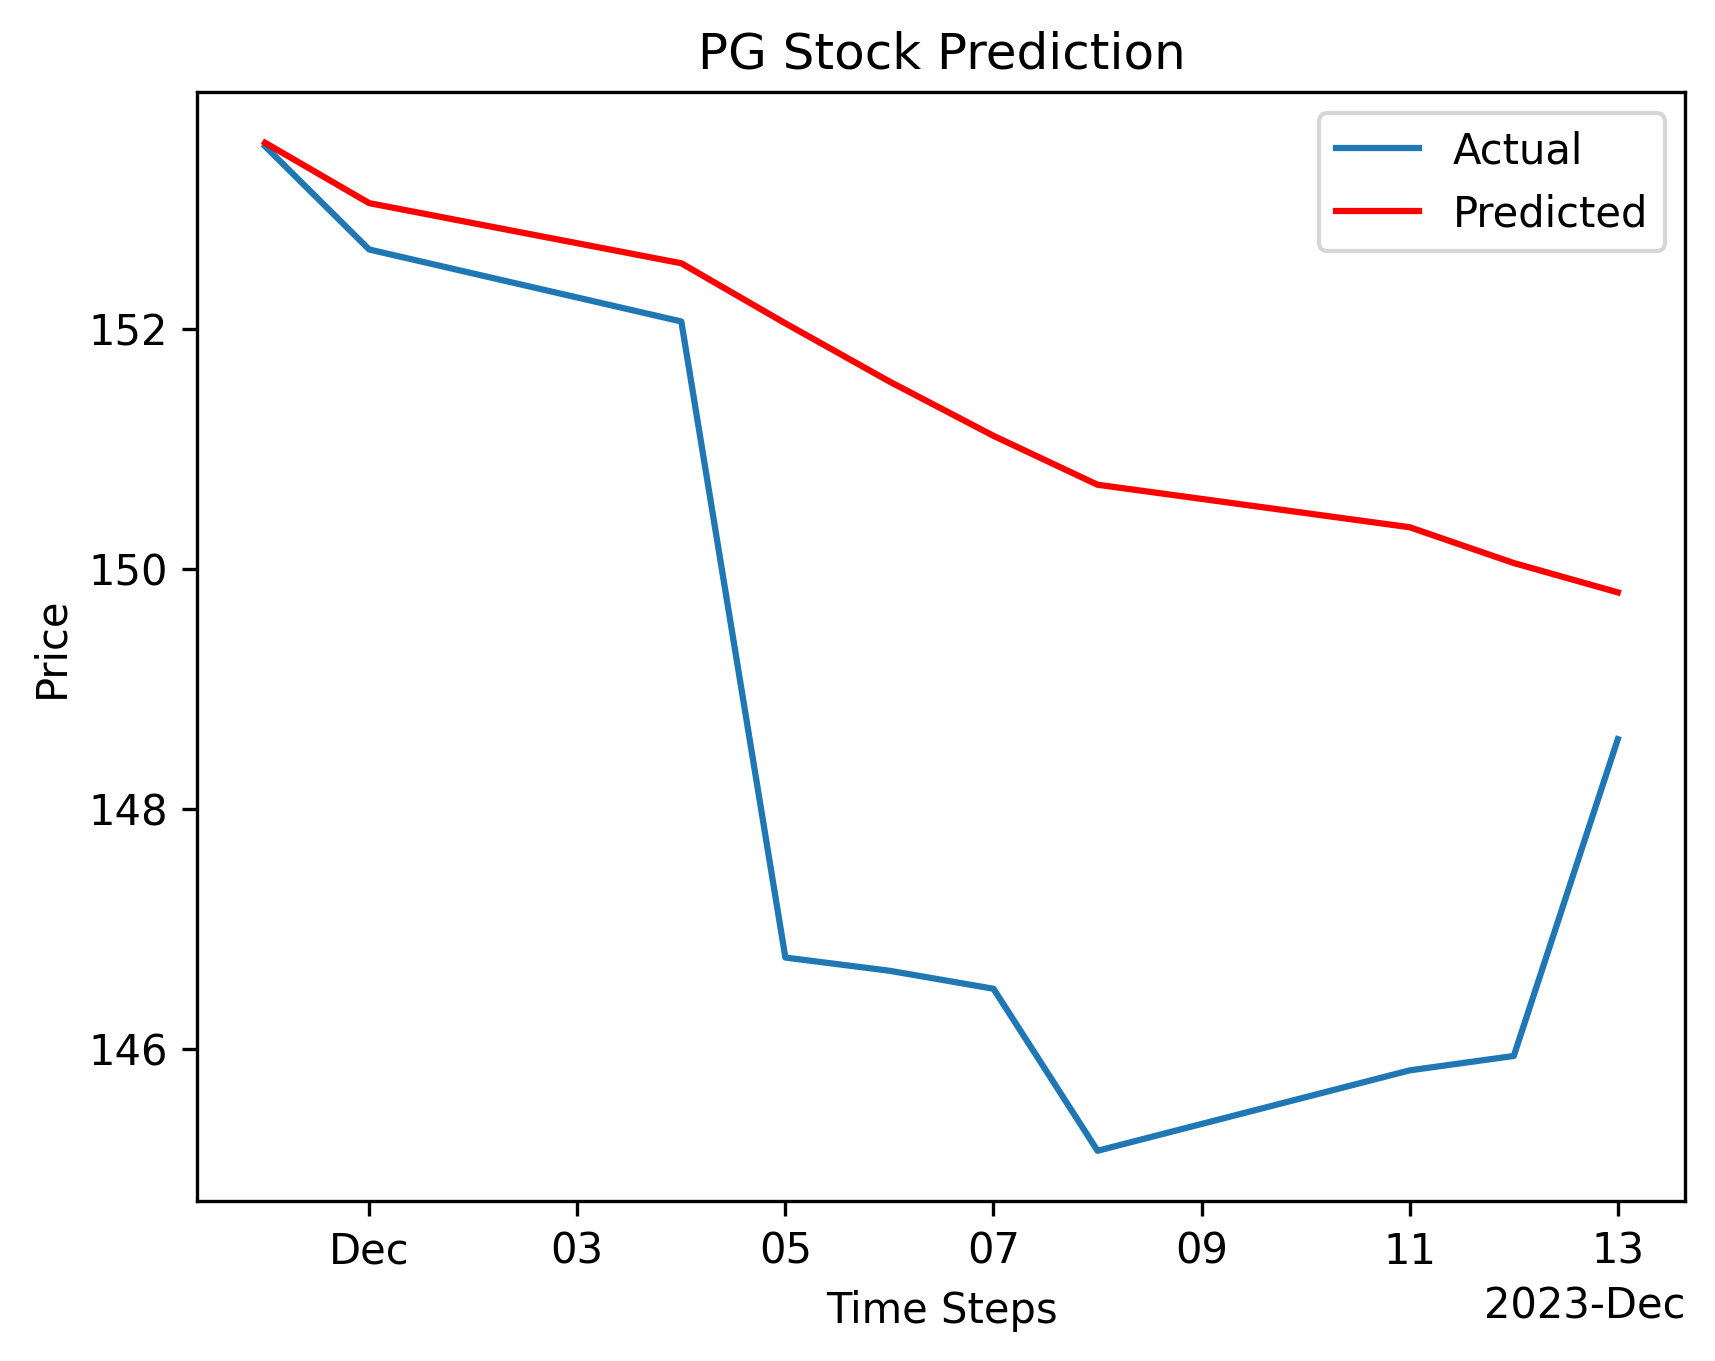 PG Stock Prediction
Actual
Predicted
152
150
148
146
Price
Dec 03 05 07 09 11 13
2023-Dec
Time Steps